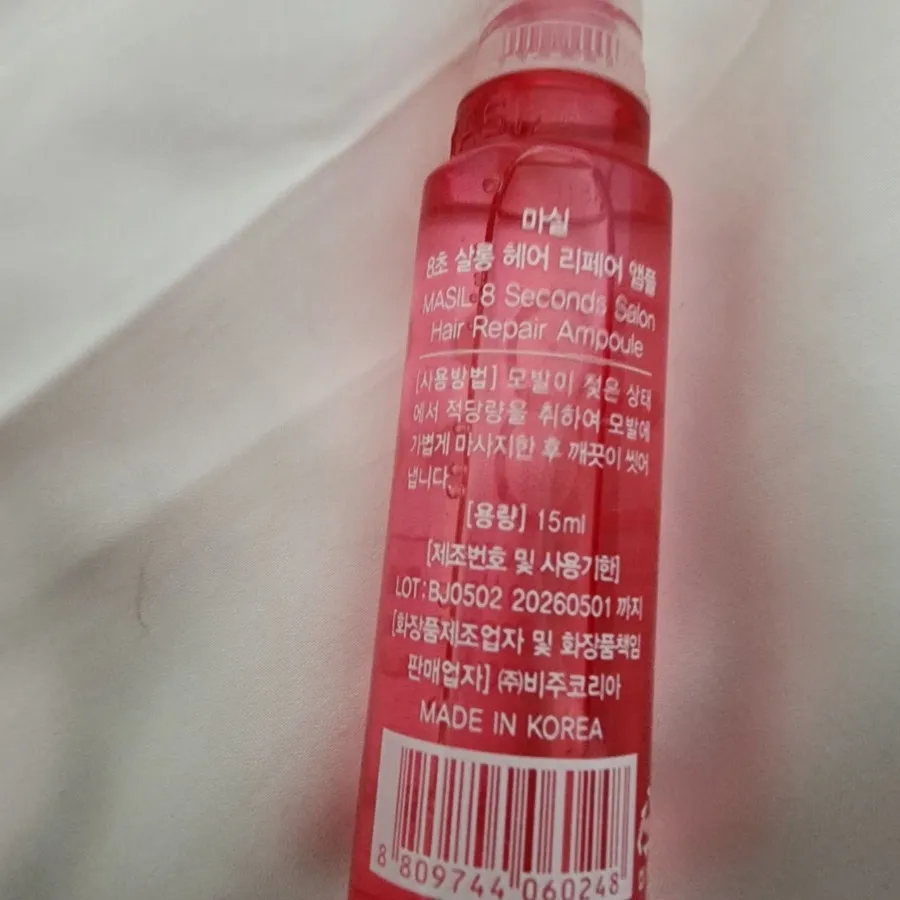 마실
8초 살롱 헤어 리페어 앰플
MASIL 8 Seconds Salon
Hair Repair Ampoule
[사용방법] 모발이 젖은 상태
에서 적당량을 취하여 모발에
가볍게 마사지한 후 깨끗이 씻어
냅니다.
[용량] 15ml
[제조번호 및 사용기한]
LOT:BJ0502 20260501 까지
[화장품제조업자 및 화장품책임
판매업자] ㈜비주코리아
MADE IN KOREA
8 809744 060248